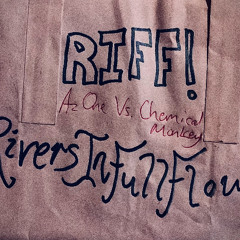 RIFF!
Az One Vs. Chemical
Monkey
RiversInFullFlow